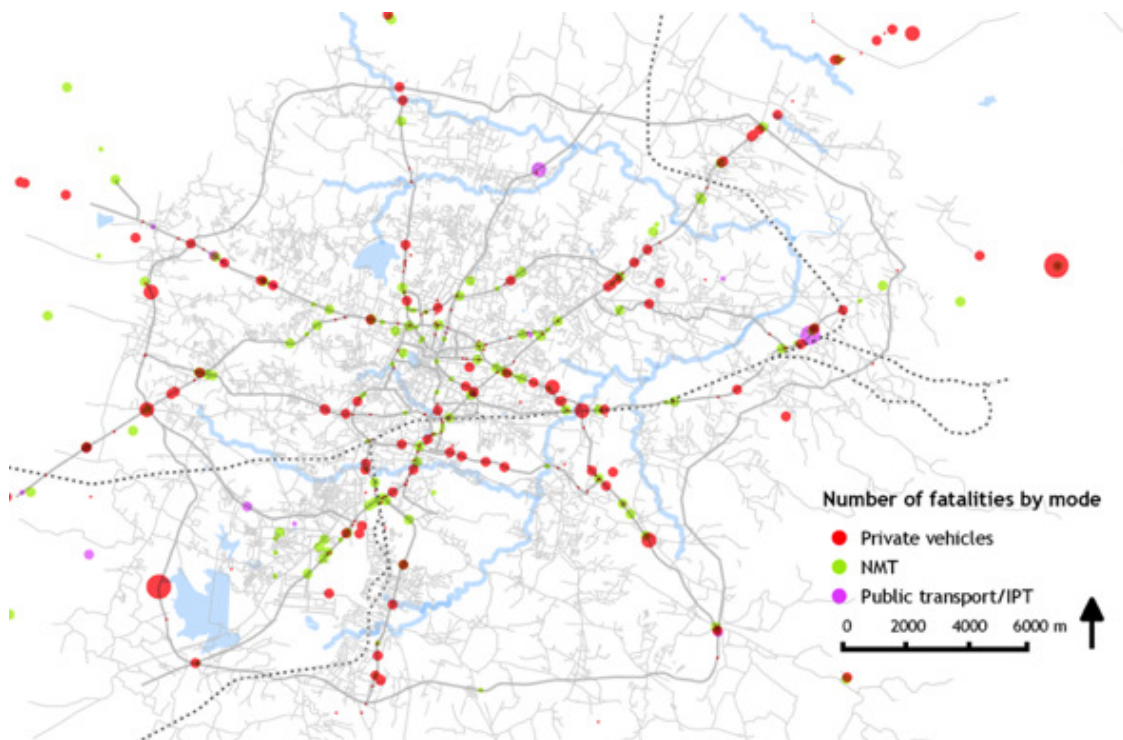 Number of fatalities by mode
Private vehicles
NMT
Public transport/IPT
0 2000 4000 6000 m